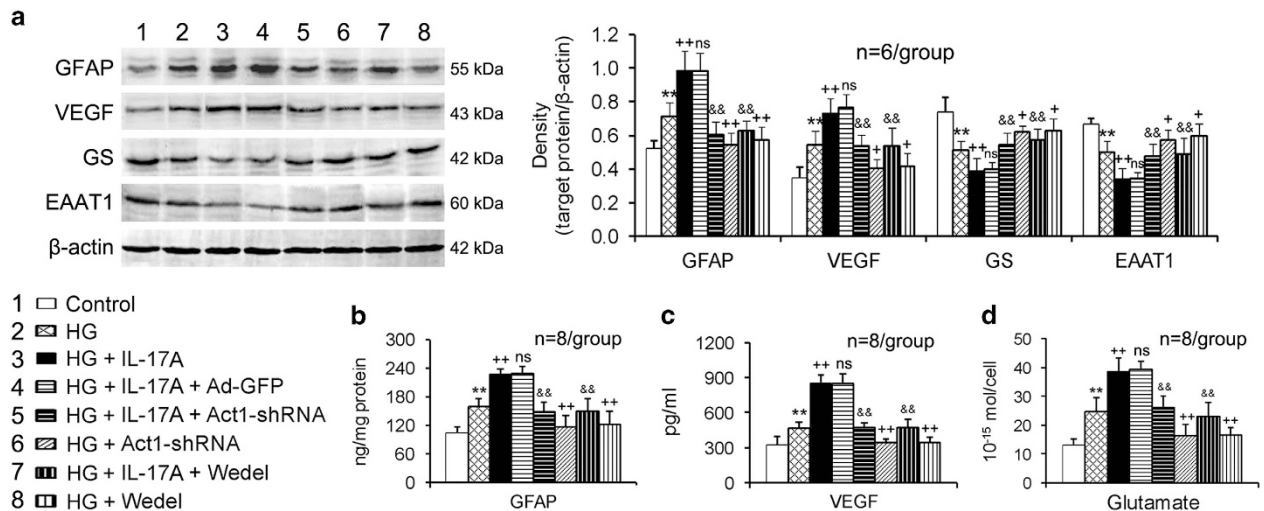 a
1 2 3 4 5 6 7 8
GFAP 55 kDa
VEGF 43 kDa
GS 42 kDa
EAAT1 60 kDa
β-actin 42 kDa
Density
(target protein/β-actin)
1.2
1.0
0.8
0.6
0.4
0.2
0.0
n=6/group
** ++ ns && ++ && ++
** ++ ns && + && +
** ++ ns && + && +
** ++ ns && + && +
GFAP VEGF GS EAAT1
1 Control
2 HG
3 HG + IL-17A
4 HG + IL-17A + Ad-GFP
5 HG + IL-17A + Act1-shRNA
6 HG + Act1-shRNA
7 HG + IL-17A + Wedel
8 HG + Wedel
b
n=8/group
ng/mg protein
300
240
180
120
60
0
** ++ ns && ++ && ++
GFAP
c
n=8/group
pg/ml
1200
900
600
300
0
** ++ ns && ++ && ++
VEGF
d
n=8/group
10⁻¹⁵ mol/cell
50
40
30
20
10
0
** ++ ns && ++ && ++
Glutamate